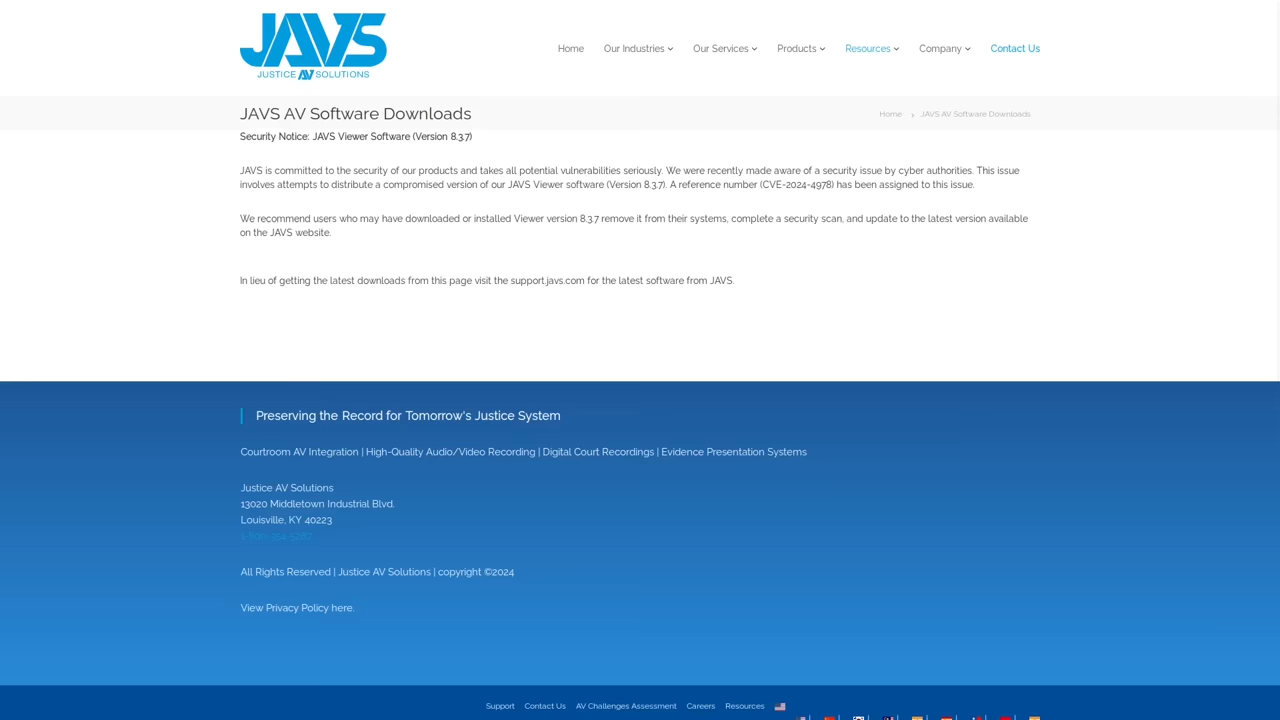 JAVS
JUSTICE AV SOLUTIONS
Home
Our Industries
Our Services
Products
Resources
Company
Contact Us
JAVS AV Software Downloads
Home › JAVS AV Software Downloads
Security Notice: JAVS Viewer Software (Version 8.3.7)
JAVS is committed to the security of our products and takes all potential vulnerabilities seriously. We were recently made aware of a security issue by cyber authorities. This issue
involves attempts to distribute a compromised version of our JAVS Viewer software (Version 8.3.7). A reference number (CVE-2024-4978) has been assigned to this issue.
We recommend users who may have downloaded or installed Viewer version 8.3.7 remove it from their systems, complete a security scan, and update to the latest version available
on the JAVS website.
In lieu of getting the latest downloads from this page visit the support.javs.com for the latest software from JAVS.
Preserving the Record for Tomorrow's Justice System
Courtroom AV Integration | High-Quality Audio/Video Recording | Digital Court Recordings | Evidence Presentation Systems
Justice AV Solutions
13020 Middletown Industrial Blvd.
Louisville, KY 40223
All Rights Reserved | Justice AV Solutions | copyright ©2024
View Privacy Policy here.
Support
Contact Us
AV Challenges Assessment
Careers
Resources